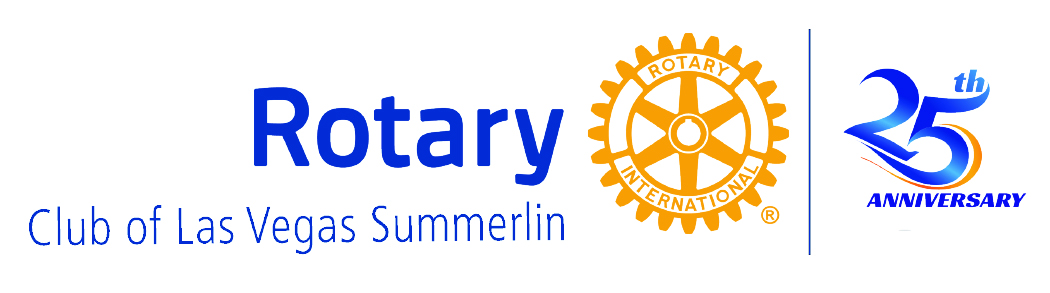 Rotary
Club of Las Vegas Summerlin
ROTARY
INTERNATIONAL
®
25th
ANNIVERSARY